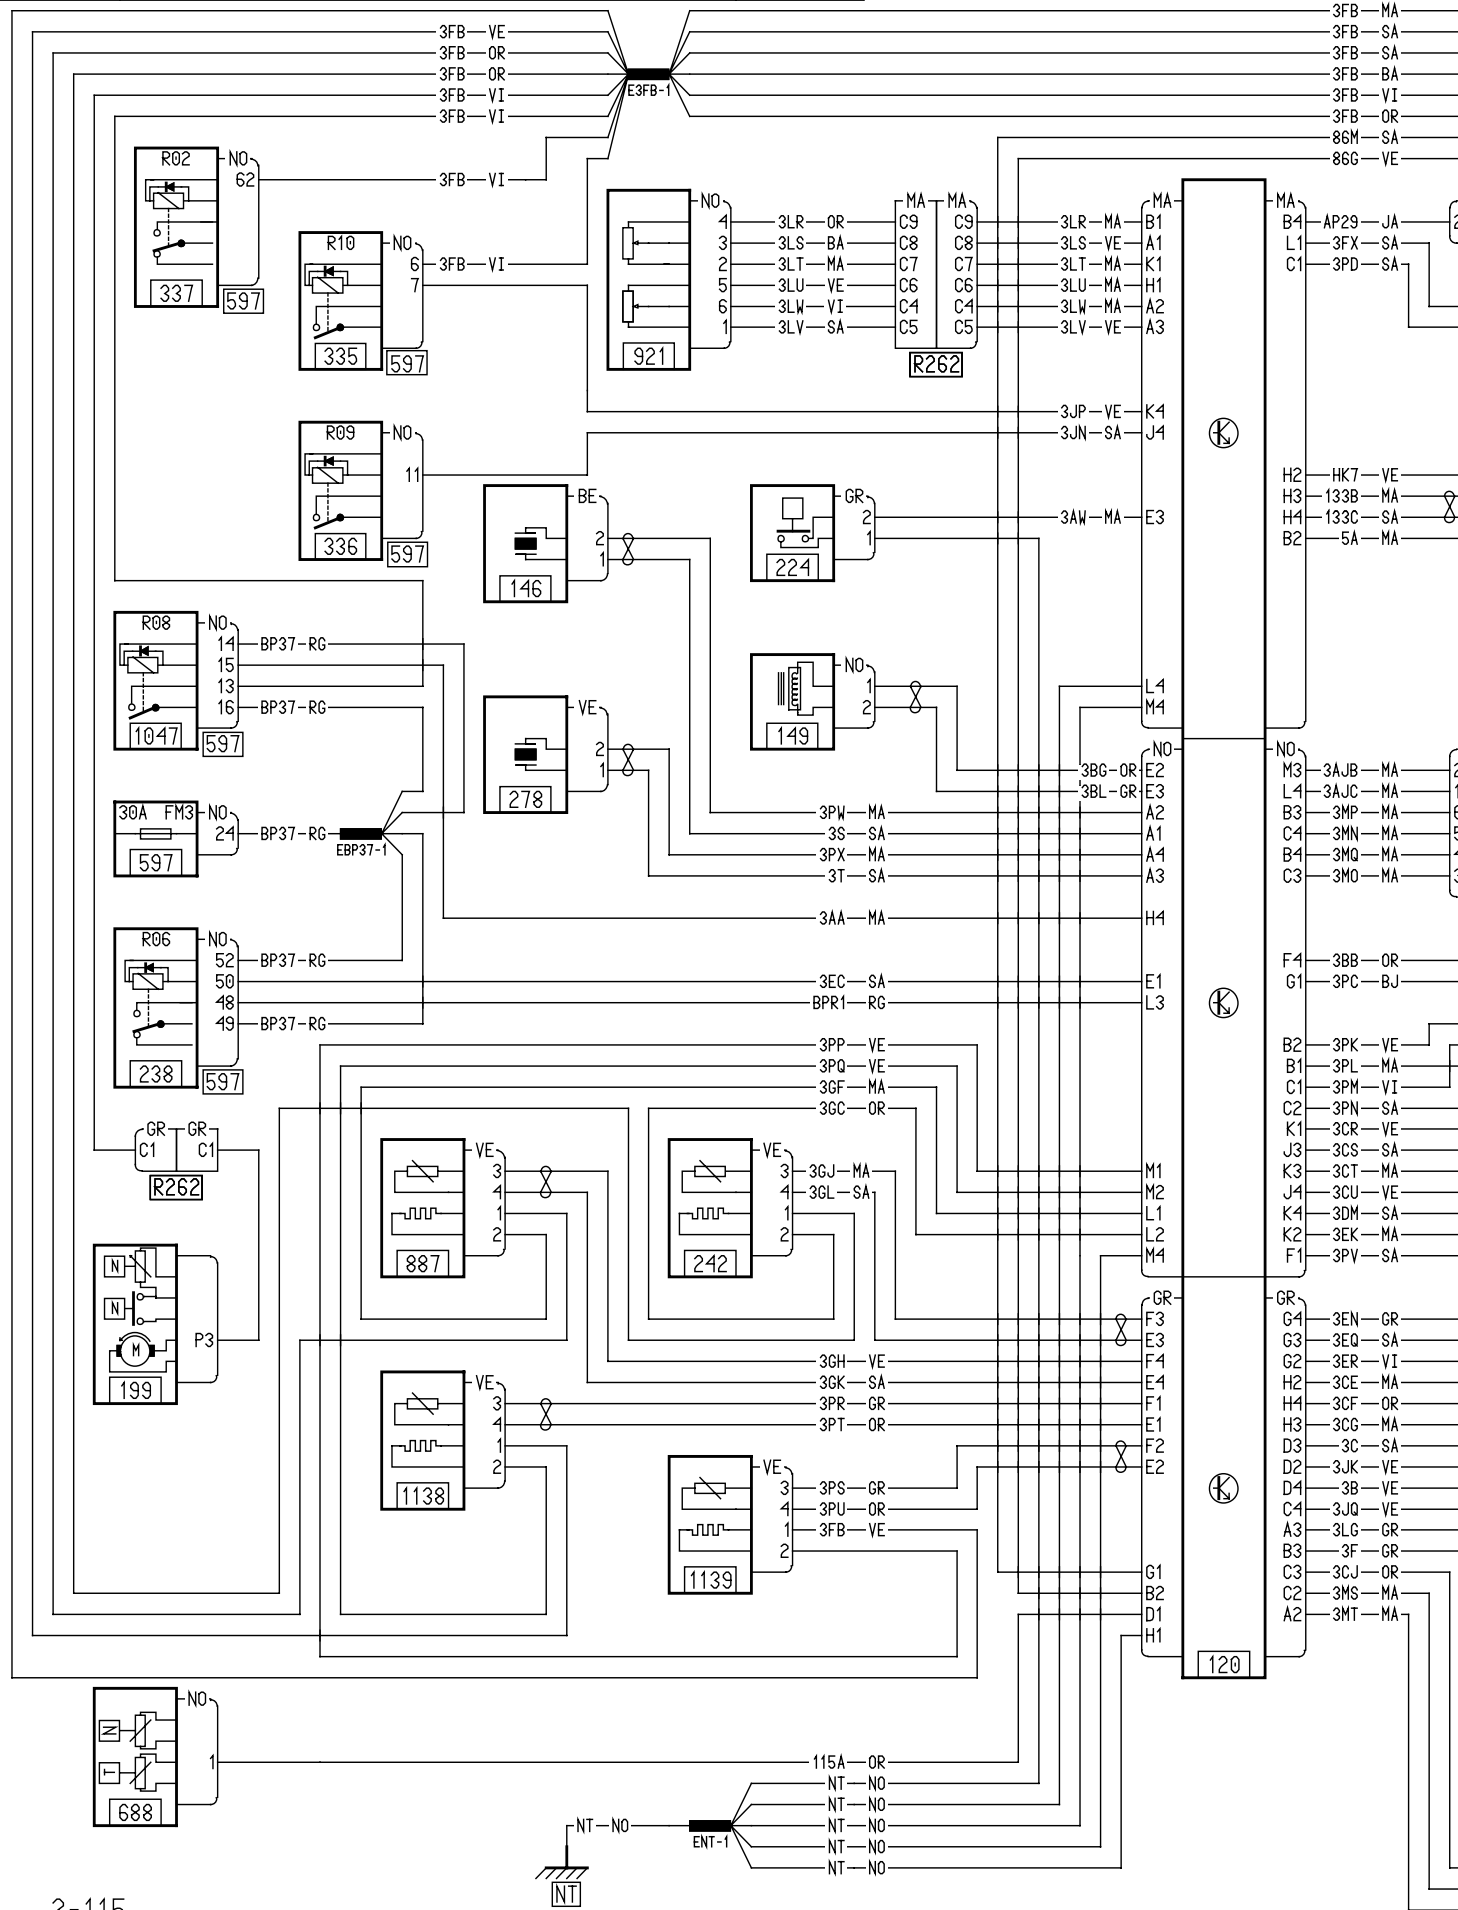 3FB MA
3FB VE 3FB SA
3FB OR 3FB SA
3FB OR 3FB BA
E3FB-1
3FB VI 3FB VI
3FB VI 3FB OR
86M SA
R02 NO 86G VE
62 3FB VI
NO MA MA MA MA
4 3LR OR C9 C9 3LR MA B1 B4 AP29 JA
R10 NO 3 3LS BA C8 C8 3LS VE A1 L1 3FX SA
6 3FB VI 2 3LT MA C7 C7 3LT MA K1 C1 3PD SA
7 5 3LU VE C6 C6 3LU MA H1
337 597 6 3LW VI C4 C4 3LW MA A2
1 3LV SA C5 C5 3LV VE A3
335 597 921 R262
3JP VE K4
R09 NO 3JN SA J4
11 H2 HK7 VE
BE GR H3 133B MA
2 3AW MA E3 H4 133C SA
336 597 2 1 B2 5A MA
1
146 224
R08 NO
14 BP37 RG
15 NO
13 1 L4
16 BP37 RG VE 2 M4
1047 597 149
2 NO NO
1 3BG OR E2 M3 3AJB MA
278 3BL GR E3 L4 3AJC MA
30A FM3 NO 3PW MA A2 B3 3MP MA
24 BP37 RG 3S SA A1 C4 3MN MA
EBP37-1
597 3PX MA A4 B4 3MQ MA
3T SA A3 C3 3MO MA
3AA MA H4
R06 NO
52 BP37 RG F4 3BB OR
50 3EC SA E1 G1 3PC BJ
48 BPR1 RG L3
49 BP37 RG
3PP VE B2 3PK VE
238 597 3PQ VE B1 3PL MA
3GF MA C1 3PM VI
3GC OR C2 3PN SA
GR GR K1 3CR VE
C1 C1 VE VE J3 3CS SA
R262 3 3 3GJ MA M1 K3 3CT MA
4 4 3GL SA M2 J4 3CU VE
1 1 L1 K4 3DM SA
2 2 L2 K2 3EK MA
887 242 M4 F1 3PV SA
N
GR GR
N F3 G4 3EN GR
M P3 E3 G3 3EQ SA
3GH VE F4 G2 3ER VI
199 VE 3GK SA E4 H2 3CE MA
3 3PR GR F1 H4 3CF OR
4 3PT OR E1 H3 3CG MA
1 F2 D3 3C SA
2 VE E2 D2 3JK VE
1138 3 3PS GR D4 3B VE
4 3PU OR C4 3JQ VE
1 3FB VE A3 3LG GR
2 B3 3F GR
1139 G1 C3 3CJ OR
B2 C2 3MS MA
D1 A2 3MT MA
H1
120
NO
N
1 115A OR
T
NT NO
688 NT NO
NT NO NT NO
ENT-1
NT NO
NT NO
NT